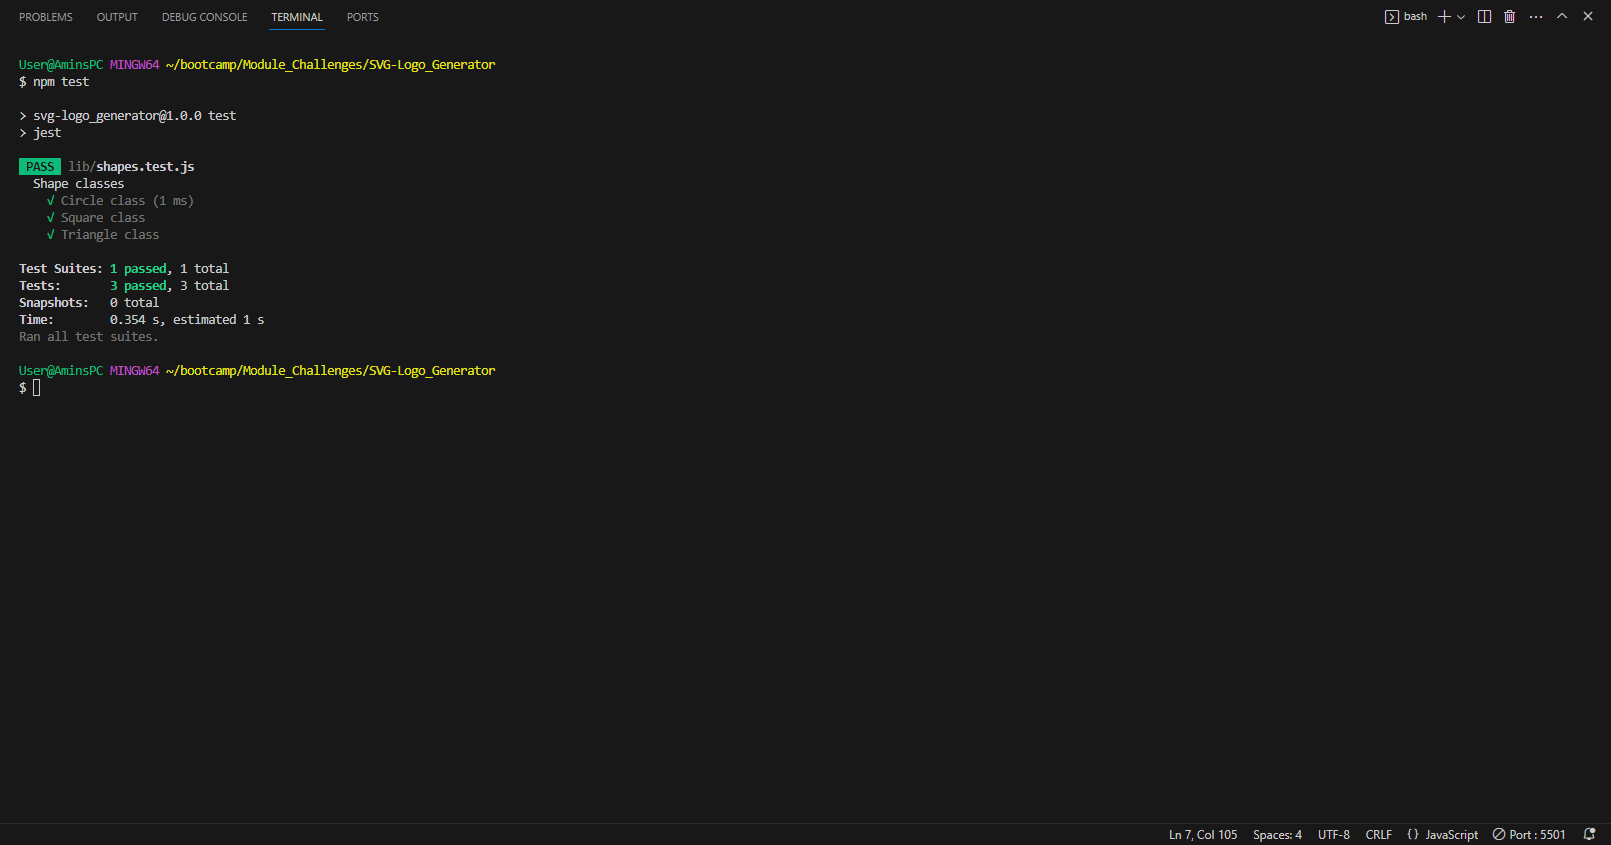 PROBLEMS OUTPUT DEBUG CONSOLE TERMINAL PORTS bash
User@AminsPC MINGW64 ~/bootcamp/Module_Challenges/SVG-Logo_Generator
$ npm test
> svg-logo_generator@1.0.0 test
> jest
PASS lib/shapes.test.js
Shape classes
√ Circle class (1 ms)
√ Square class
√ Triangle class
Test Suites: 1 passed, 1 total
Tests: 3 passed, 3 total
Snapshots: 0 total
Time: 0.354 s, estimated 1 s
Ran all test suites.
User@AminsPC MINGW64 ~/bootcamp/Module_Challenges/SVG-Logo_Generator
$
Ln 7, Col 105 Spaces: 4 UTF-8 CRLF {} JavaScript Port : 5501